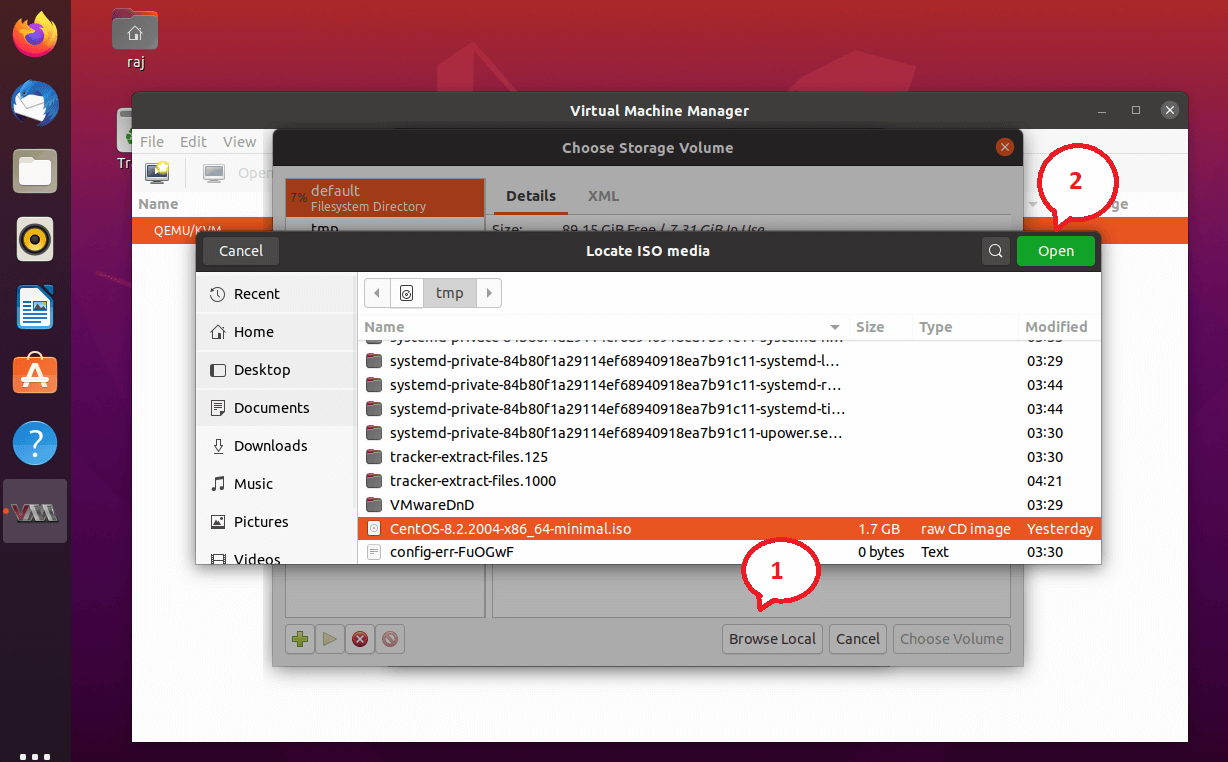 raj
Virtual Machine Manager
File Edit View
Choose Storage Volume
Open
Name
7% default
Filesystem Directory
Details XML
2
tmp
Size: 89.15 GiB Free / 7.31 GiB In Use
QEMU/KVM
Cancel Locate ISO media Open
Recent
Home
Desktop
Documents
Downloads
Music
Pictures
Videos
tmp
Name Size Type Modified
systemd-private-84b80f1a29114ef68940918ea7b91c11-systemd-l... 03:29
systemd-private-84b80f1a29114ef68940918ea7b91c11-systemd-r... 03:44
systemd-private-84b80f1a29114ef68940918ea7b91c11-systemd-ti... 03:44
systemd-private-84b80f1a29114ef68940918ea7b91c11-upower.se... 03:30
tracker-extract-files.125 03:30
tracker-extract-files.1000 04:21
VMwareDnD 03:29
CentOS-8.2.2004-x86_64-minimal.iso 1.7 GB raw CD image Yesterday
config-err-FuOGwF 0 bytes Text 03:30
1
Browse Local Cancel Choose Volume